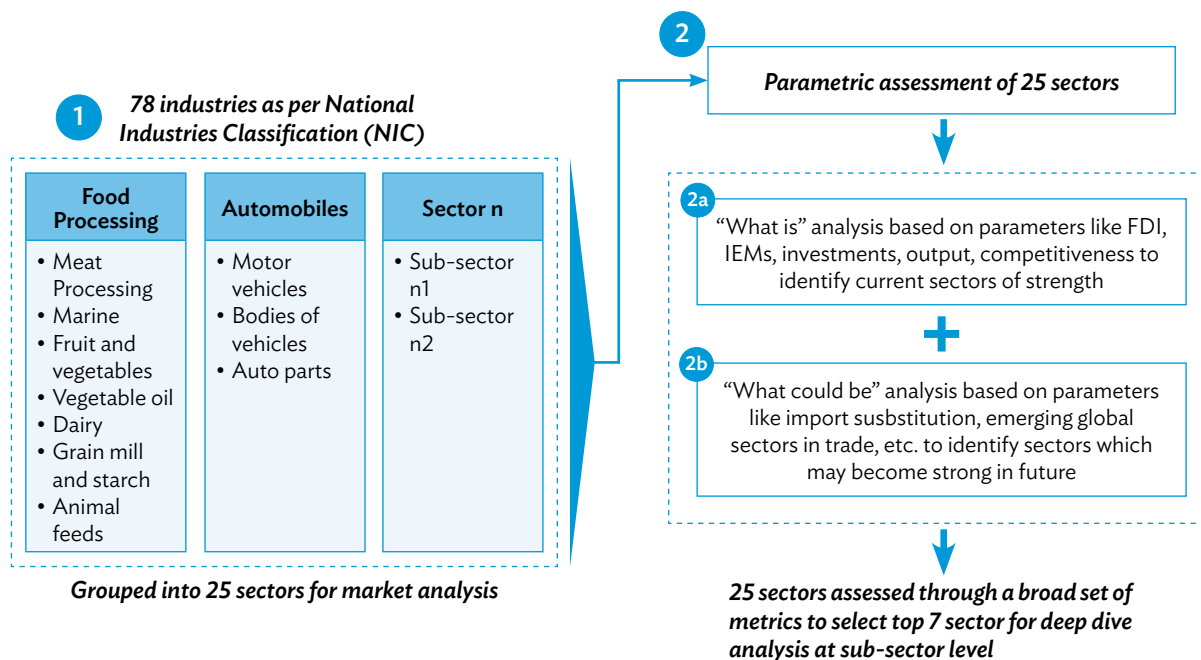 1
78 industries as per National
Industries Classification (NIC)
Food
Processing
• Meat
Processing
• Marine
• Fruit and
vegetables
• Vegetable oil
• Dairy
• Grain mill
and starch
• Animal
feeds
Automobiles
• Motor
vehicles
• Bodies of
vehicles
• Auto parts
Sector n
• Sub-sector
n1
• Sub-sector
n2
Grouped into 25 sectors for market analysis
2
Parametric assessment of 25 sectors
2a
“What is” analysis based on parameters like FDI,
IEMs, investments, output, competitiveness to
identify current sectors of strength
+
2b
“What could be” analysis based on parameters
like import susbstitution, emerging global
sectors in trade, etc. to identify sectors which
may become strong in future
25 sectors assessed through a broad set of
metrics to select top 7 sector for deep dive
analysis at sub-sector level